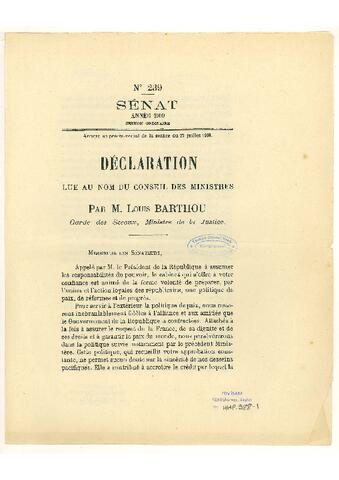 N° 239
SÉNAT
ANNÉE 1909
SESSION ORDINAIRE
Annexe au procès-verbal de la séance du 27 juillet 1909.
DÉCLARATION
LUE AU NOM DU CONSEIL DES MINISTRES
PAR M. LOUIS BARTHOU
Garde des Sceaux, Ministre de la Justice.
MESSIEURS LES SÉNATEURS,
Appelé par M. le Président de la République à assumer
les responsabilités du pouvoir, le cabinet qui s'offre à votre
confiance est animé de la ferme volonté de préparer, par
l'union et l'action loyales des républicains, une politique
de paix, de réformes et de progrès.
Pour servir à l'extérieur la politique de paix, nous reste-
rons inébranlablement fidèles à l'alliance et aux amitiés que
le Gouvernement de la République a contractées. Attachés à
la fois à assurer le respect de la France, de sa dignité et de
ses droits et à garantir la paix du monde, nous persévérerons
dans la politique suivie notamment par le précédent Minis-
tère. Cette politique, qui recueillit votre approbation cons-
tante, ne permet aucun doute sur la sincérité de nos desseins
pacifiques. Elle a contribué à accroître le crédit par lequel la